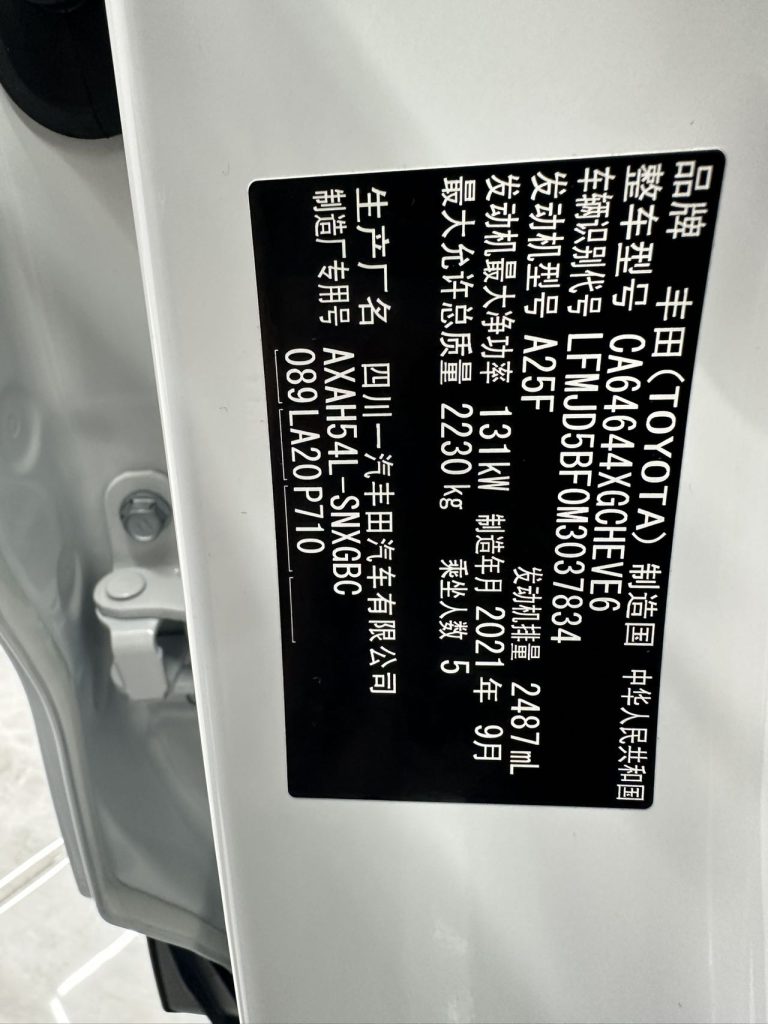 品牌 丰田(TOYOTA) 制造国 中华人民共和国
整车型号 CA64644XGCHEVE6
车辆识别代号 LFMJD5BF0M3037834
发动机型号 A25F 发动机排量 2487mL
发动机最大净功率 131kW 制造年月 2021年 9月
最大允许总质量 2230kg 乘坐人数 5
生产厂名 四川一汽丰田汽车有限公司
制造厂专用号 AXAH54L-SNXGBC
089LA20P710